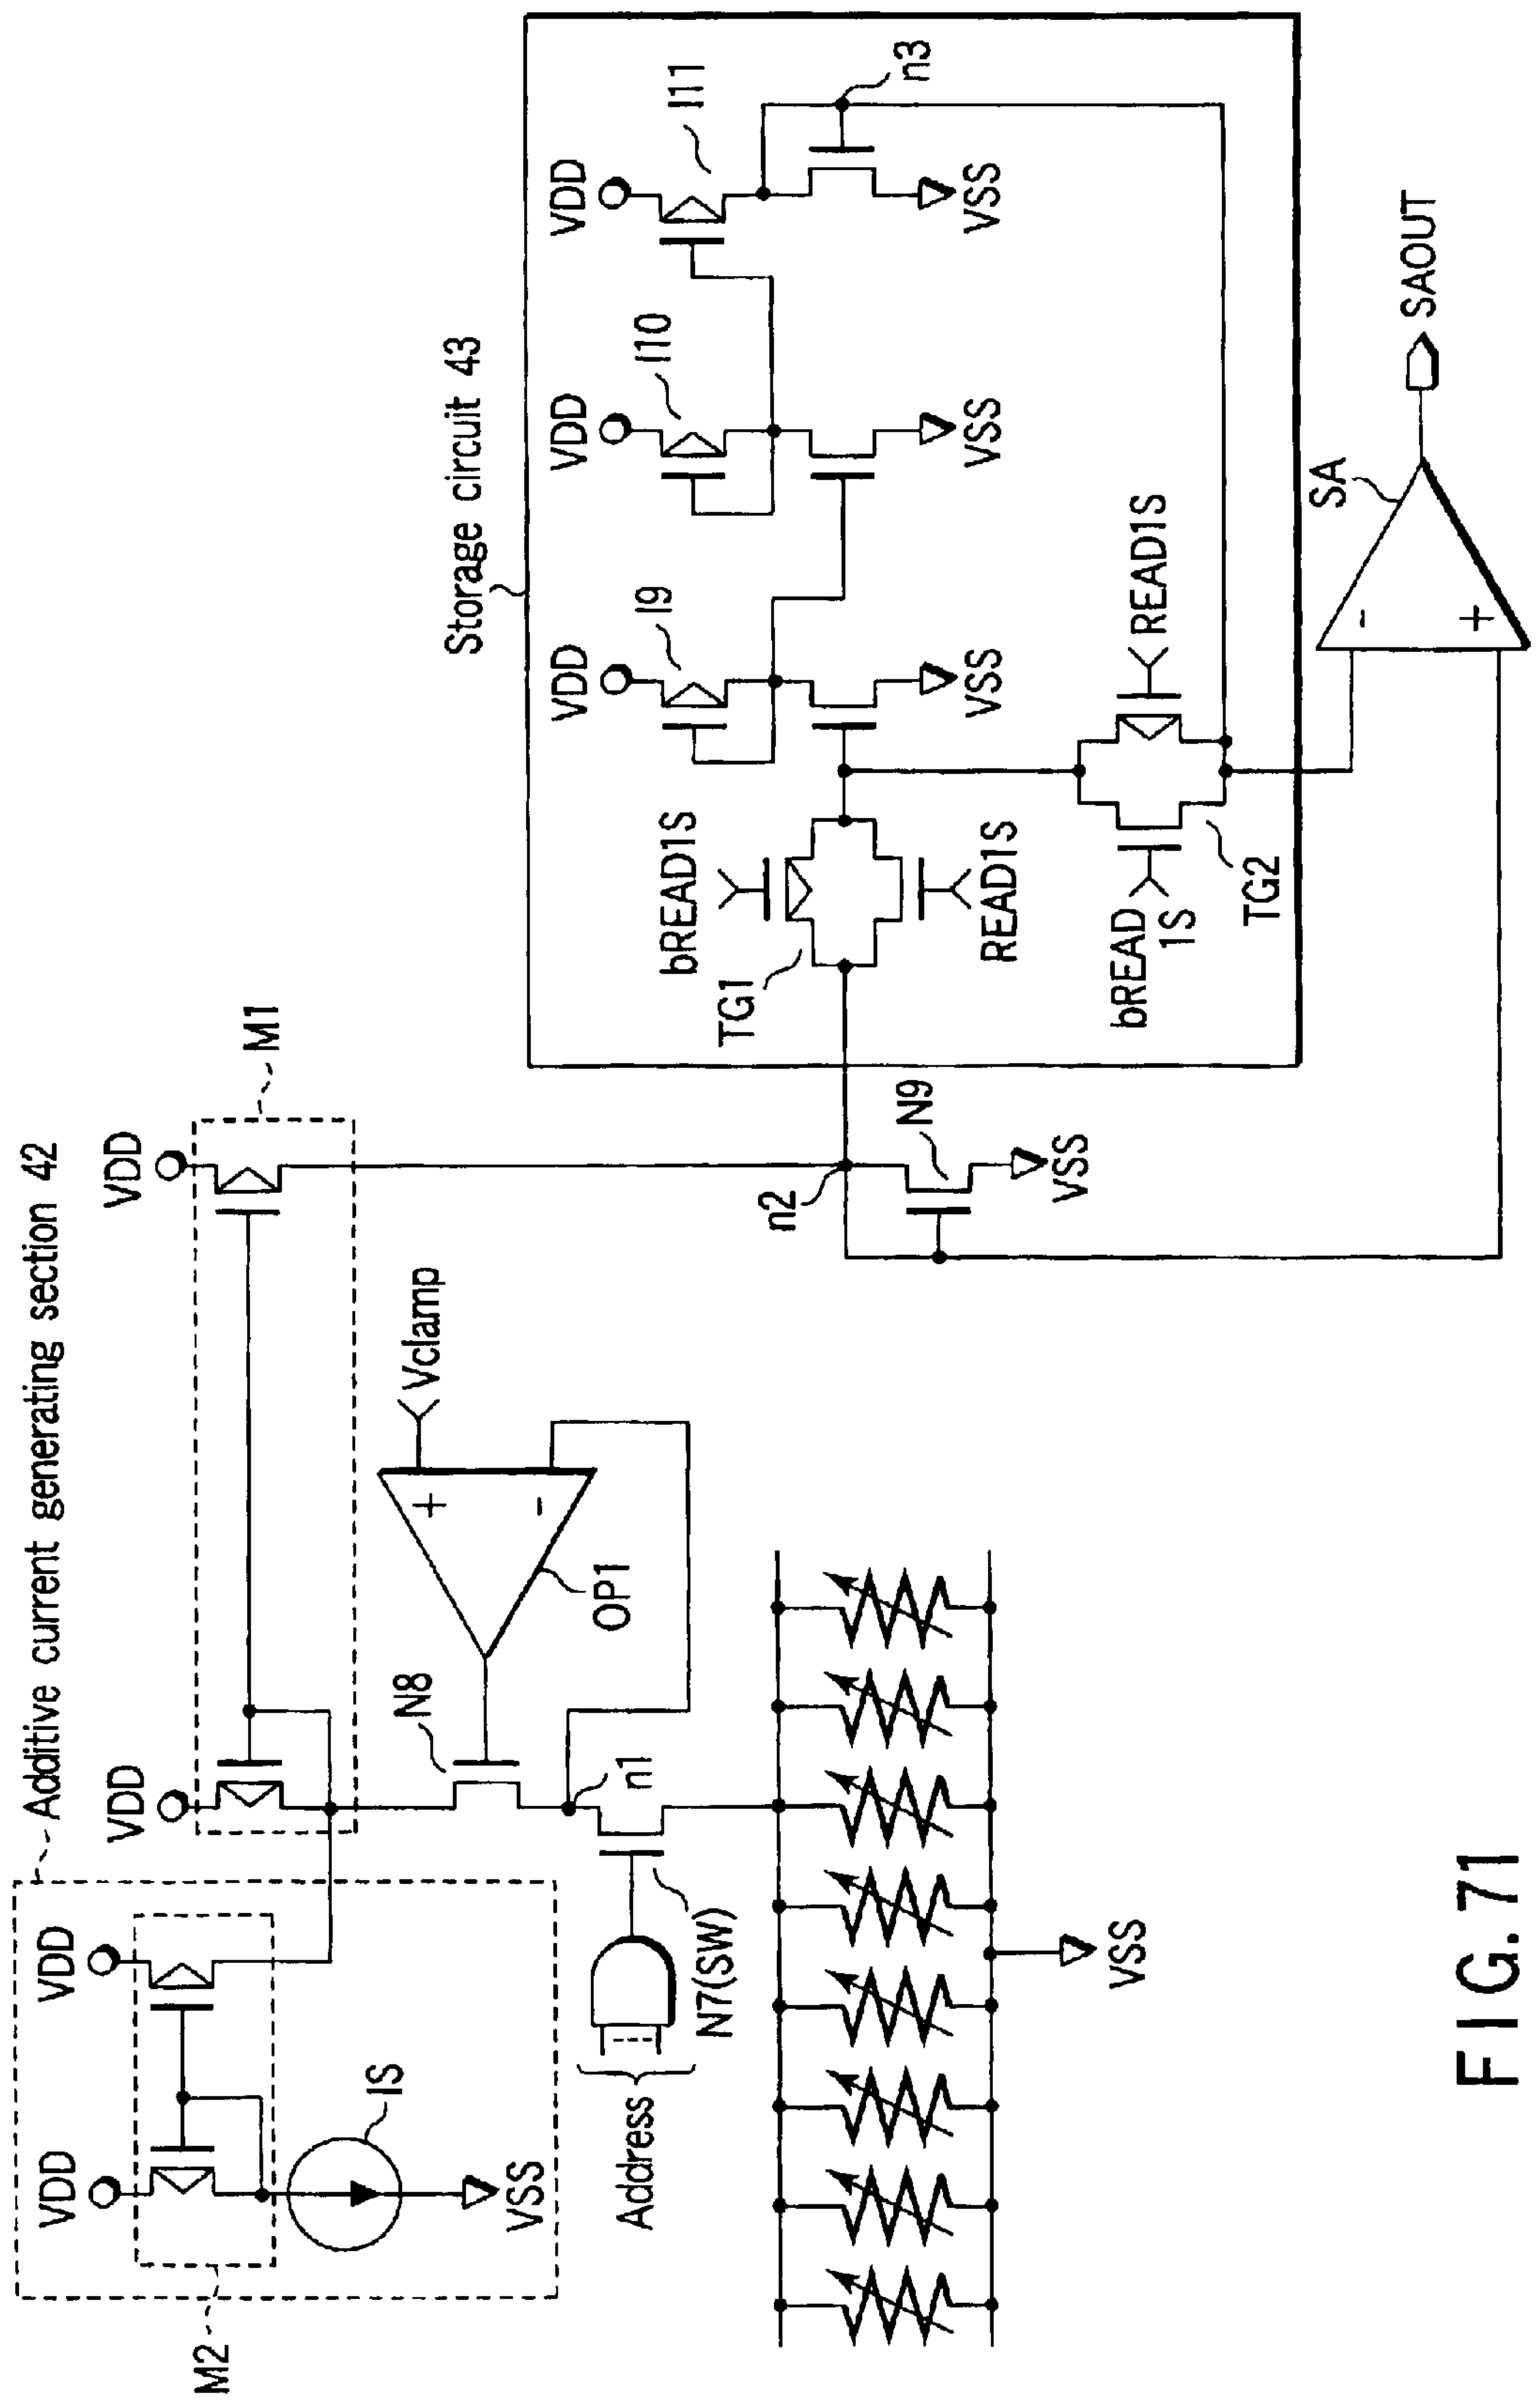 Additive current generating section 42
M2
VDD
VDD
VDD
VDD
M1
IS
VSS
N8
OP1
Vclamp
n1
Address
N7(SW)
VSS
n2
N9
VSS
Storage circuit 43
VDD
I9
VDD
I10
VDD
I11
n3
VSS
VSS
VSS
bREAD1S
TG1
READ1S
bREAD
1S
READ1S
TG2
SA
+
-
+
-
SAOUT
FIG. 71